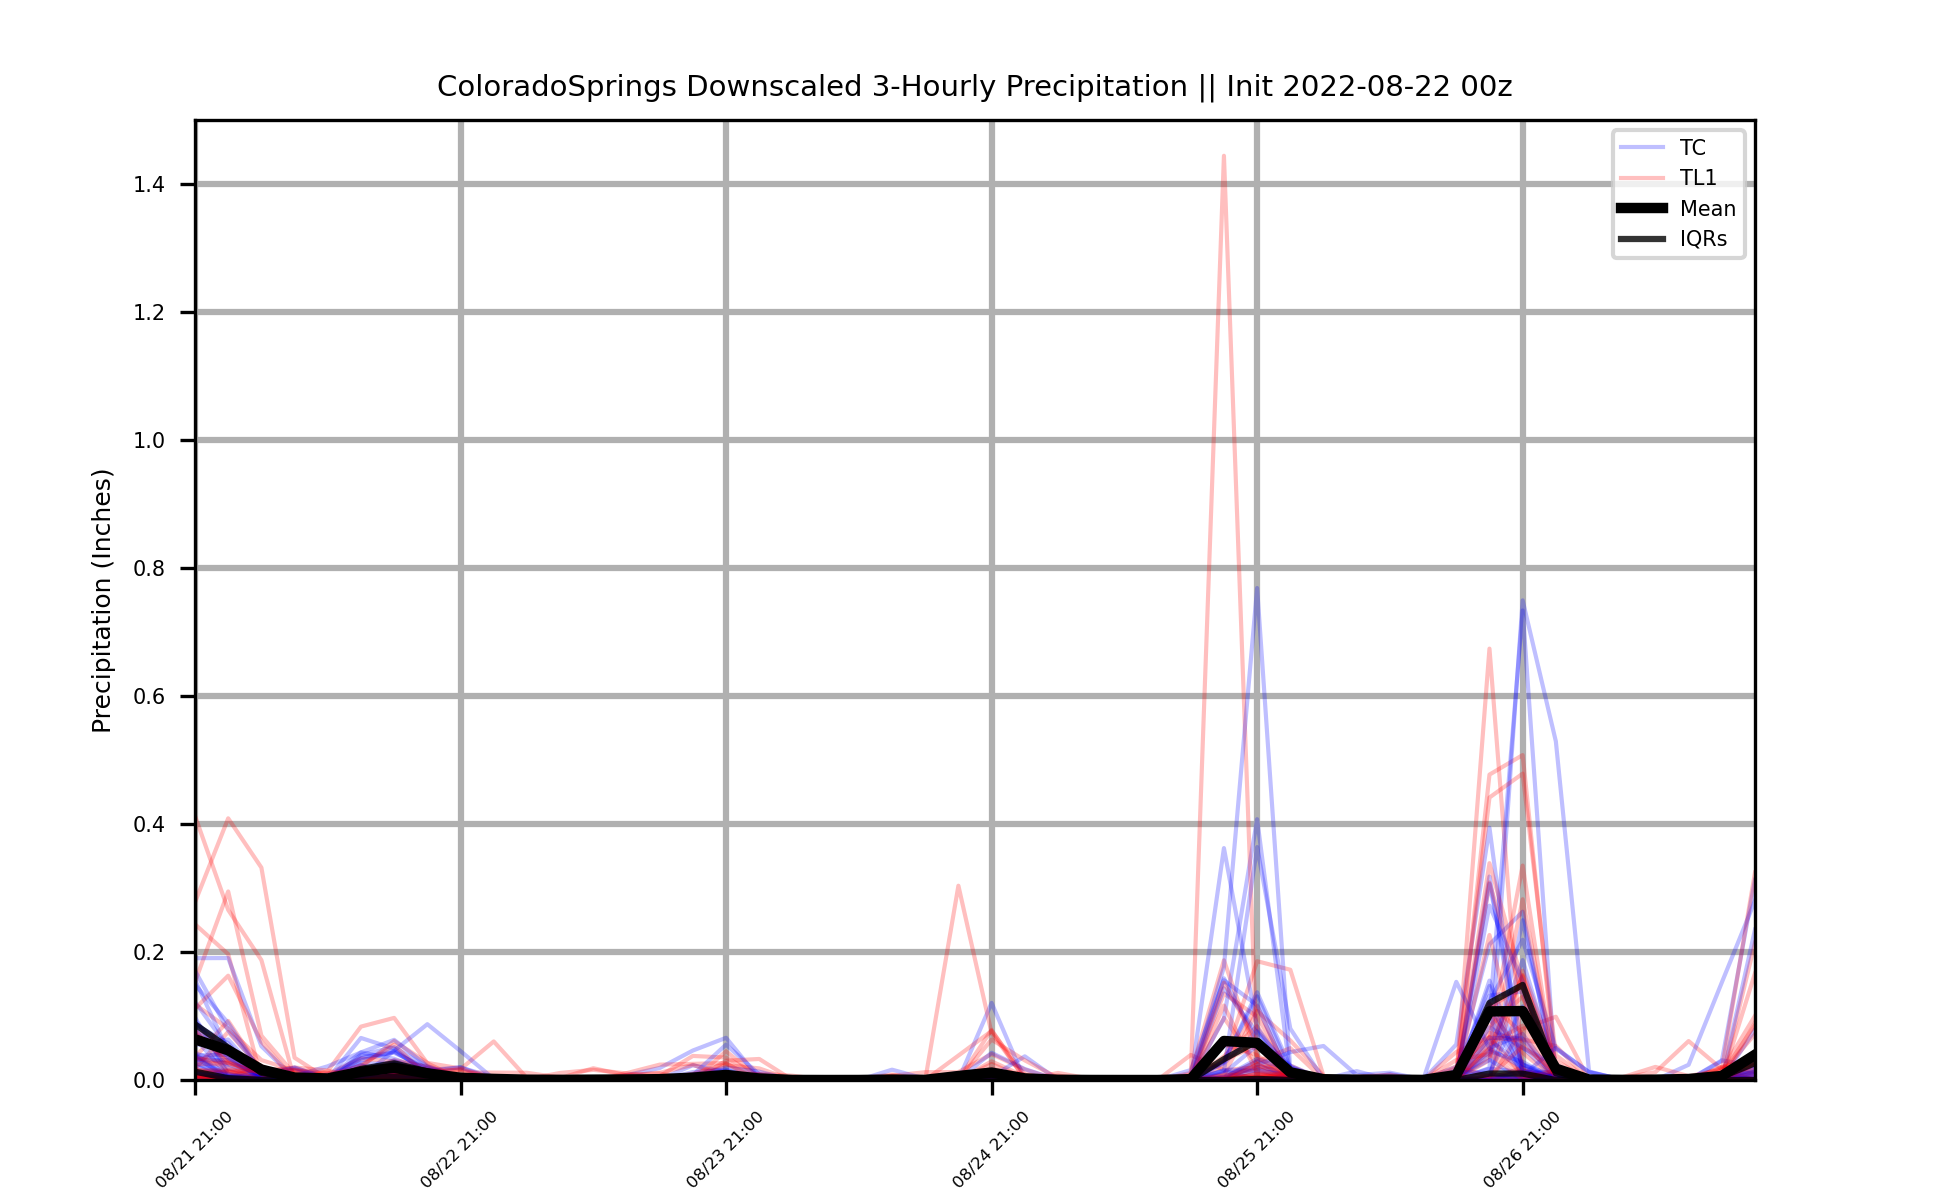 ColoradoSprings Downscaled 3-Hourly Precipitation || Init 2022-08-22 00z
TC
TL1
Mean
IQRs
Precipitation (Inches)
1.4
1.2
1.0
0.8
0.6
0.4
0.2
0.0
08/21 21:00
08/22 21:00
08/23 21:00
08/24 21:00
08/25 21:00
08/26 21:00